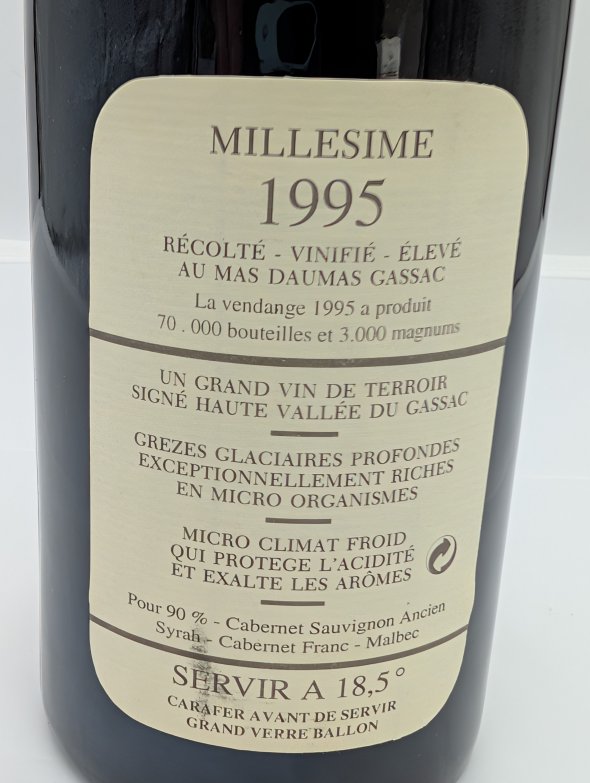 MILLESIME
1995
RÉCOLTÉ - VINIFIÉ - ÉLEVÉ
AU MAS DAUMAS GASSAC
La vendange 1995 a produit
70.000 bouteilles et 3.000 magnums
UN GRAND VIN DE TERROIR
SIGNÉ HAUTE VALLÉE DU GASSAC
GREZES GLACIAIRES PROFONDES
EXCEPTIONNELLEMENT RICHES
EN MICRO ORGANISMES
MICRO CLIMAT FROID
QUI PROTEGE L'ACIDITÉ
ET EXALTE LES ARÔMES
Pour 90 % - Cabernet Sauvignon Ancien
Syrah - Cabernet Franc - Malbec
SERVIR A 18,5°
CARAFER AVANT DE SERVIR
GRAND VERRE BALLON